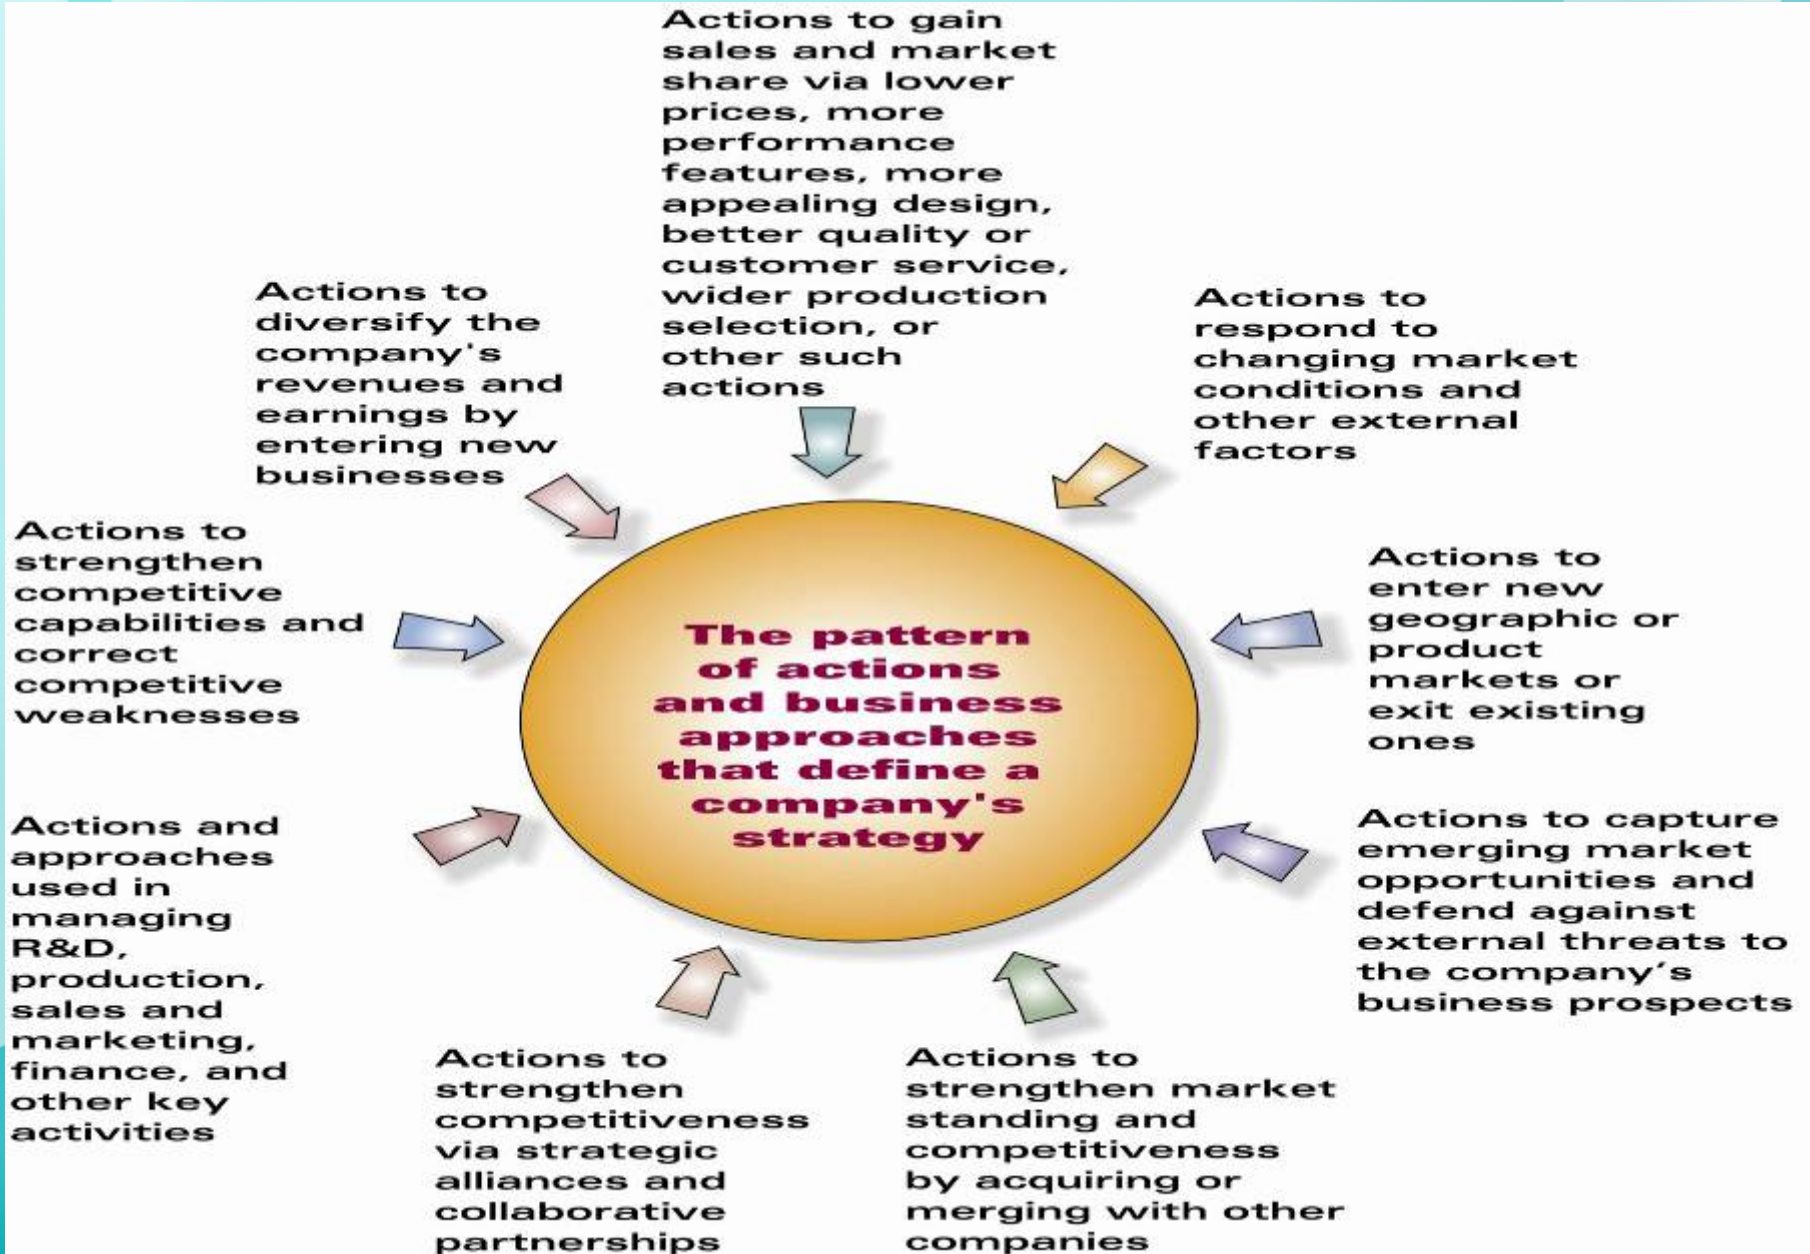 Actions to gain
sales and market
share via lower
prices, more
performance
features, more
appealing design,
better quality or
customer service,
wider production
selection, or
other such
actions
Actions to
respond to
changing market
conditions and
other external
factors
Actions to
enter new
geographic or
product
markets or
exit existing
ones
Actions to capture
emerging market
opportunities and
defend against
external threats to
the company’s
business prospects
Actions to
strengthen market
standing and
competitiveness
by acquiring or
merging with other
companies
Actions to
strengthen
competitiveness
via strategic
alliances and
collaborative
partnerships
Actions and
approaches
used in
managing
R&D,
production,
sales and
marketing,
finance, and
other key
activities
Actions to
strengthen
competitive
capabilities and
correct
competitive
weaknesses
Actions to
diversify the
company's
revenues and
earnings by
entering new
businesses
The pattern
of actions
and business
approaches
that define a
company's
strategy